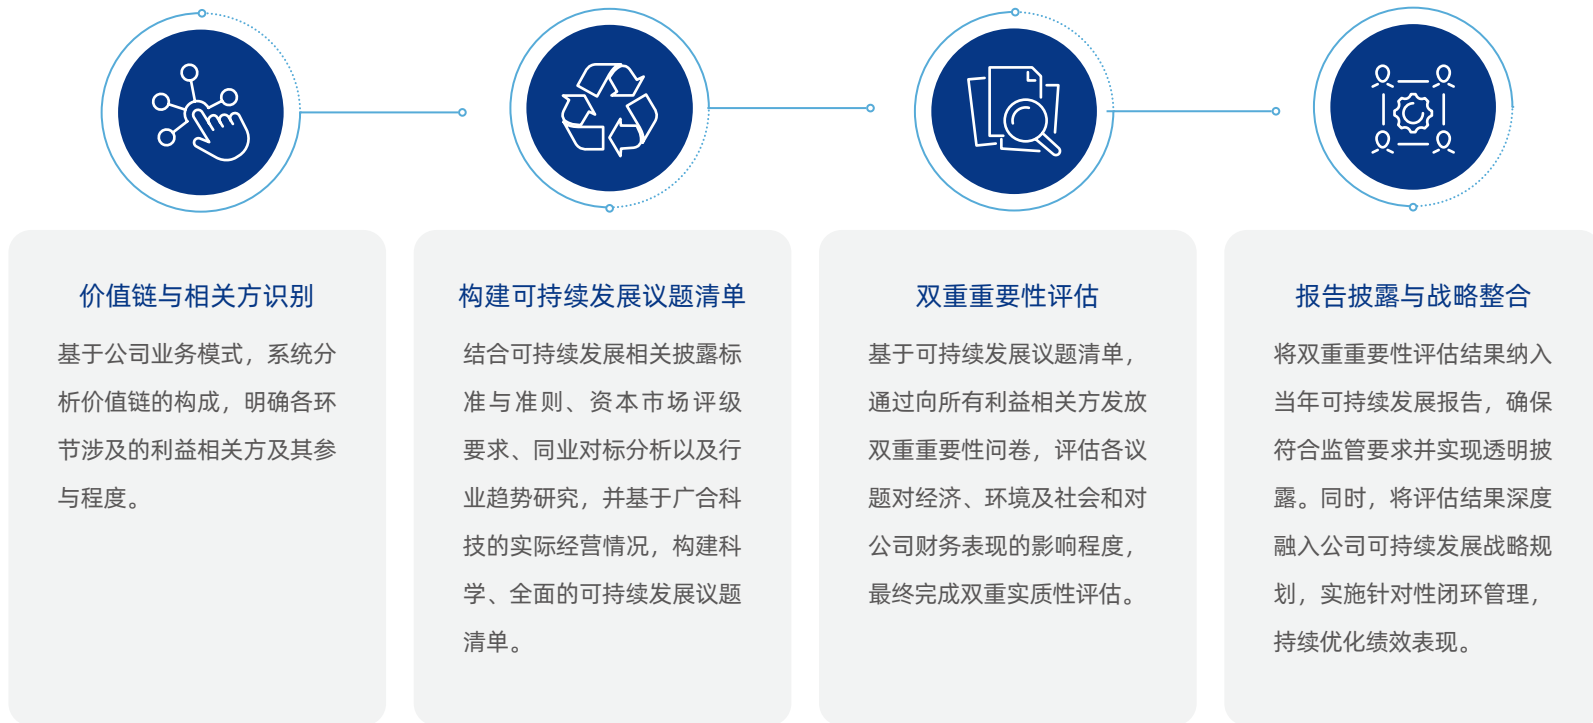 价值链与相关方识别
基于公司业务模式，系统分
析价值链的构成，明确各环
节涉及的利益相关方及其参
与程度。
构建可持续发展议题清单
结合可持续发展相关披露标
准与准则、资本市场评级
要求、同业对标分析以及行
业趋势研究，并基于广合科
技的实际经营情况，构建科
学、全面的可持续发展议题
清单。
双重重要性评估
基于可持续发展议题清单，
通过向所有利益相关方发放
双重重要性问卷，评估各议
题对经济、环境及社会和对
公司财务表现的影响程度，
最终完成双重实质性评估。
报告披露与战略整合
将双重重要性评估结果纳入
当年可持续发展报告，确保
符合监管要求并实现透明披
露。同时，将评估结果深度
融入公司可持续发展战略规
划，实施针对性闭环管理，
持续优化绩效表现。